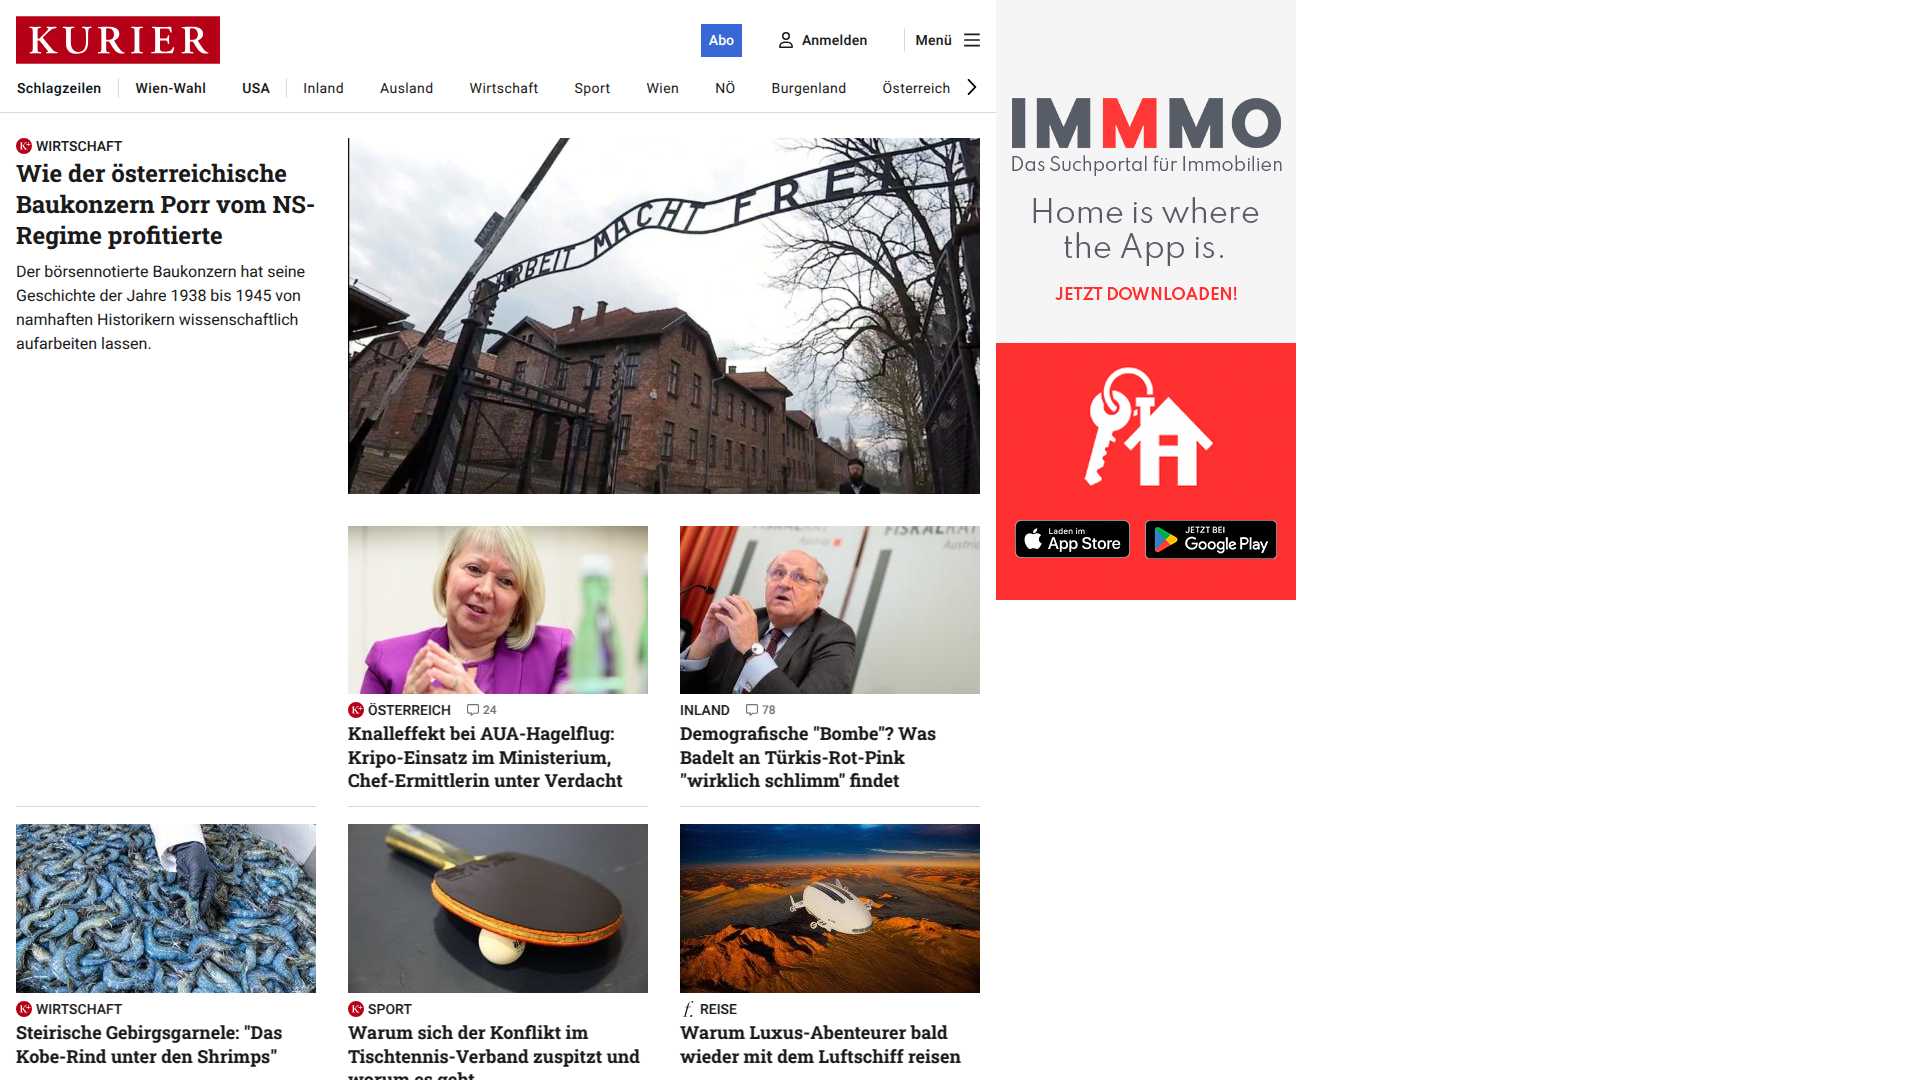 KURIER
Abo
Anmelden
Menü
Schlagzeilen
Wien-Wahl
USA
Inland
Ausland
Wirtschaft
Sport
Wien
NÖ
Burgenland
Österreich
WIRTSCHAFT
Wie der österreichische
Baukonzern Porr vom NS-
Regime profitierte
Der börsennotierte Baukonzern hat seine
Geschichte der Jahre 1938 bis 1945 von
namhaften Historikern wissenschaftlich
aufarbeiten lassen.
ARBEIT MACHT FREI
FISKALRAT
Austria
K+ ÖSTERREICH 24
Knalleffekt bei AUA-Hagelflug:
Kripo-Einsatz im Ministerium,
Chef-Ermittlerin unter Verdacht
INLAND 78
Demografische "Bombe"? Was
Badelt an Türkis-Rot-Pink
"wirklich schlimm" findet
K+ WIRTSCHAFT
Steirische Gebirgsgarnele: "Das
Kobe-Rind unter den Shrimps"
K+ SPORT
Warum sich der Konflikt im
Tischtennis-Verband zuspitzt und
worum es geht
f. REISE
Warum Luxus-Abenteurer bald
wieder mit dem Luftschiff reisen
IMMMO
Das Suchportal für Immobilien
Home is where
the App is.
JETZT DOWNLOADEN!
Laden im
App Store
JETZT BEI
Google Play